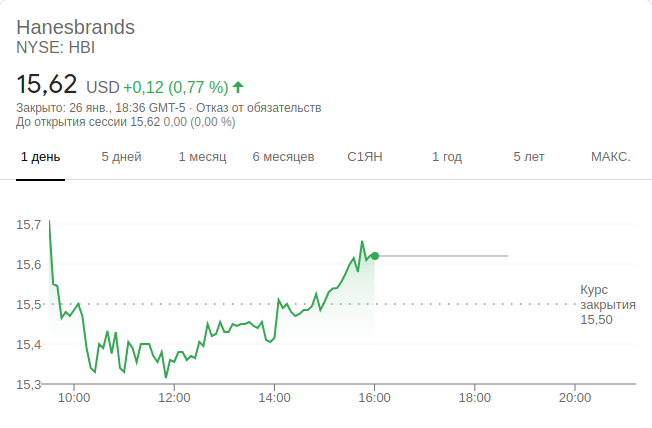 Hanesbrands
NYSE: HBI
15,62 USD +0,12 (0,77 %)
Закрыто: 26 янв., 18:36 GMT-5 · Отказ от обязательств
До открытия сессии 15,62 0,00 (0,00 %)
1 день 5 дней 1 месяц 6 месяцев С1ЯН 1 год 5 лет МАКС.
15,7
15,6
15,5
15,4
15,3
Курс
закрытия
15,50
10:00 12:00 14:00 16:00 18:00 20:00